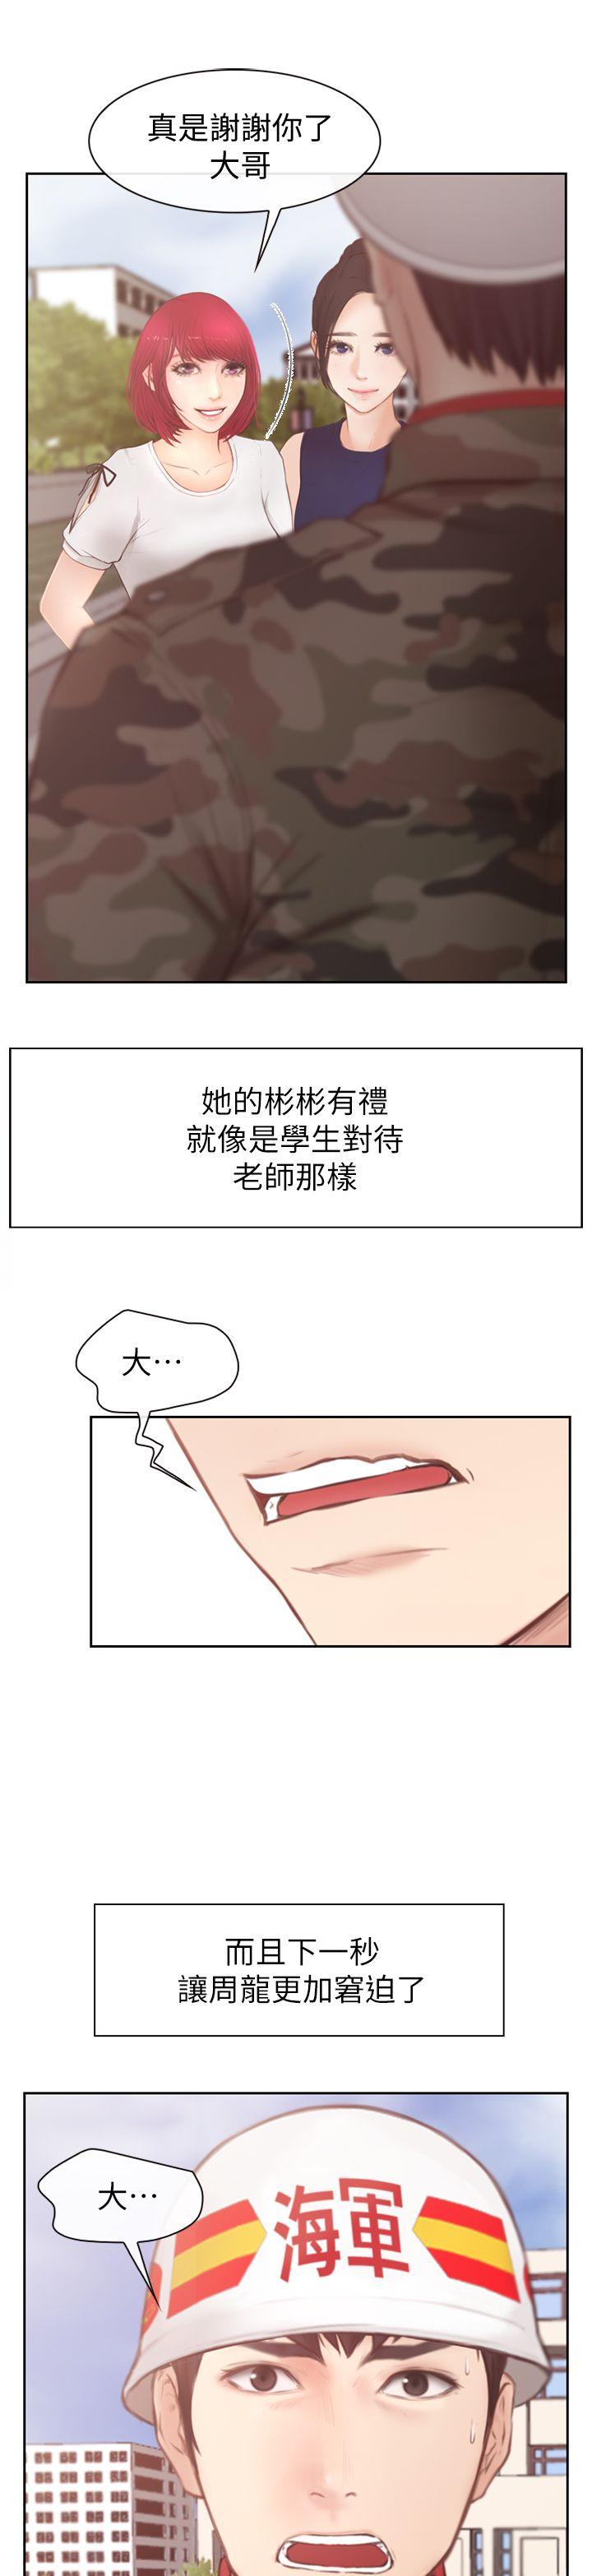 真是謝謝你了
大哥
她的彬彬有禮
就像是學生對待
老師那樣
大…
而且下一秒
讓周龍更加窘迫了
大…
海軍